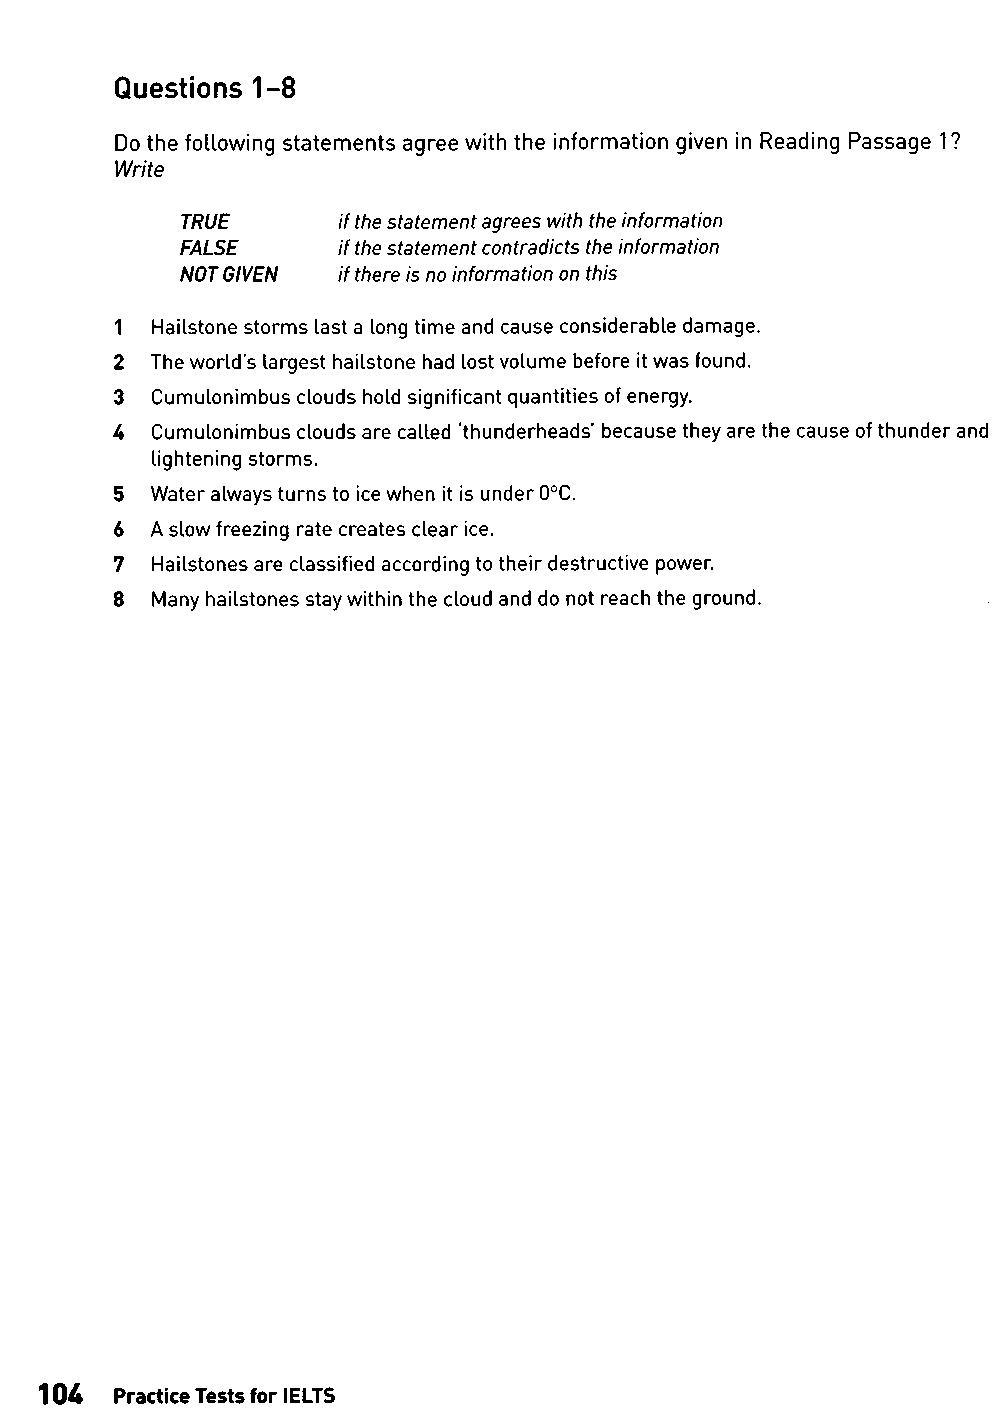 Questions 1–8
Do the following statements agree with the information given in Reading Passage 1?
Write
TRUE if the statement agrees with the information
FALSE if the statement contradicts the information
NOT GIVEN if there is no information on this
1 Hailstone storms last a long time and cause considerable damage.
2 The world's largest hailstone had lost volume before it was found.
3 Cumulonimbus clouds hold significant quantities of energy.
4 Cumulonimbus clouds are called 'thunderheads' because they are the cause of thunder and
lightening storms.
5 Water always turns to ice when it is under 0°C.
6 A slow freezing rate creates clear ice.
7 Hailstones are classified according to their destructive power.
8 Many hailstones stay within the cloud and do not reach the ground.
104 Practice Tests for IELTS